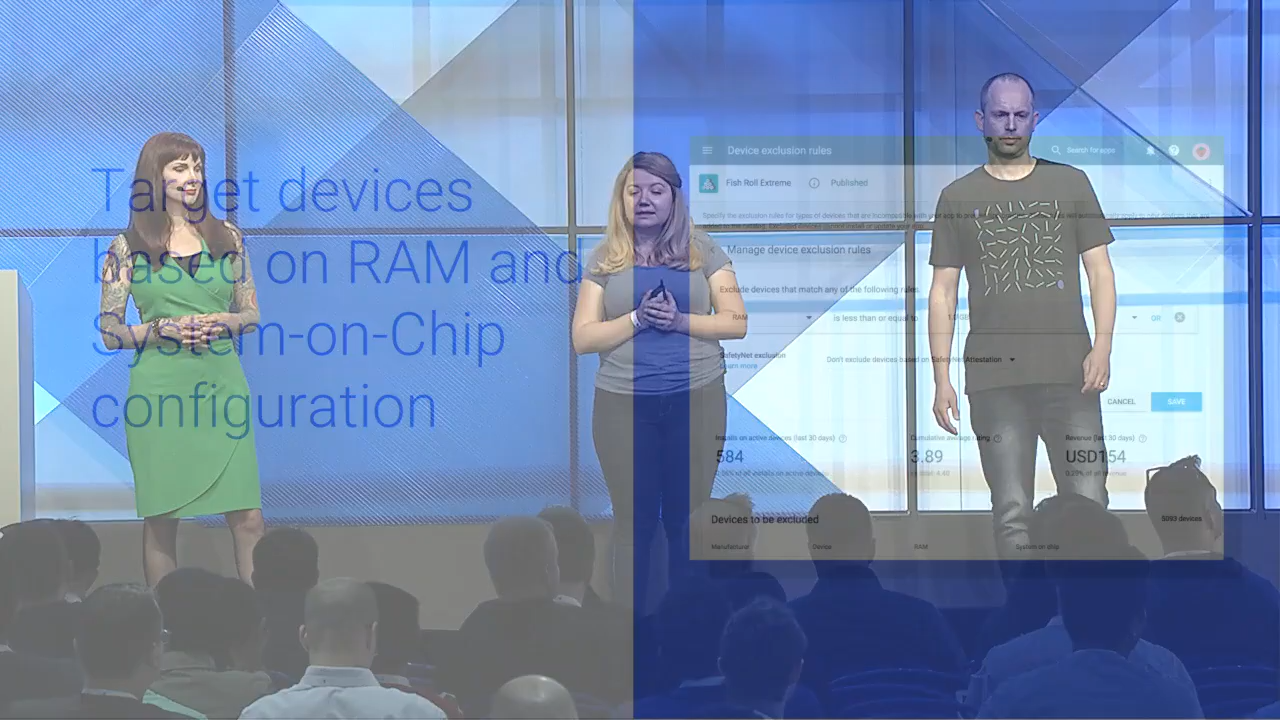 Target devices
based on RAM and
System-on-Chip
configuration
Device exclusion rules
Search for apps
Fish Roll Extreme
Published
Manage device exclusion rules
Exclude devices that match any of the following rules.
RAM
is less than or equal to
OR
SafetyNet exclusion
Learn more
Don't exclude devices based on SafetyNet Attestation
CANCEL
SAVE
Installs on active devices (last 30 days)
Cumulative average rating
Revenue (last 30 days)
584
3.89
USD154
Devices to be excluded
5093 devices
Manufacturer
Device
RAM
System on chip